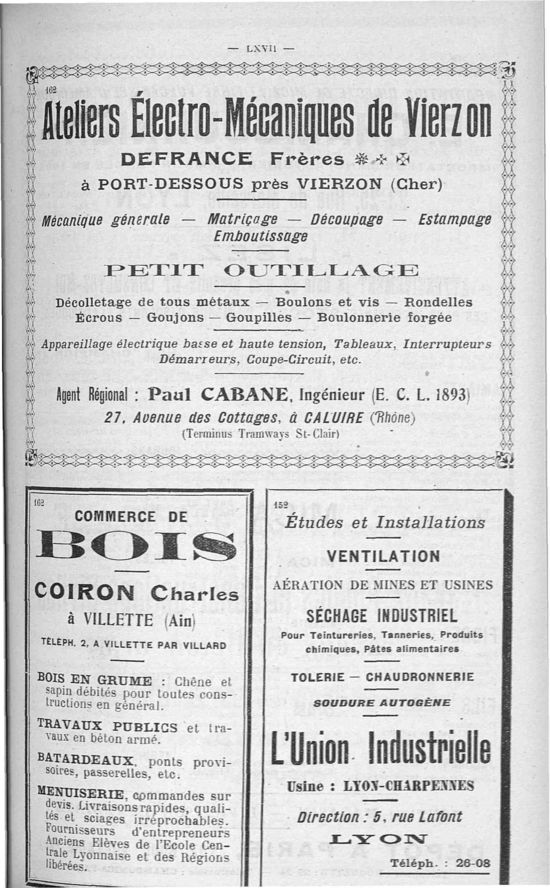 — LXVII —
102
Ateliers Électro-Mécaniques de Vierzon
DEFRANCE Frères
à PORT-DESSOUS près VIERZON (Cher)
Mécanique générale — Matriçage — Découpage — Estampage
Emboutissage
PETIT OUTILLAGE
Décolletage de tous métaux — Boulons et vis — Rondelles
Écrous — Goujons — Goupilles — Boulonnerie forgée
Appareillage électrique basse et haute tension, Tableaux, Interrupteurs
Démarreurs, Coupe-Circuit, etc.
Agent Régional : Paul CABANE, Ingénieur (E. C. L. 1893)
27, Avenue des Cottages, à CALUIRE (Rhône)
(Terminus Tramways St-Clair)
162
COMMERCE DE
BOIS
COIRON Charles
à VILLETTE (Ain)
TÉLÉPH. 2, A VILLETTE PAR VILLARD
BOIS EN GRUME : Chêne et
sapin débités pour toutes cons-
tructions en général.
TRAVAUX PUBLICS et tra-
vaux en béton armé.
BATARDEAUX, ponts provi-
soires, passerelles, etc.
MENUISERIE, commandes sur
devis. Livraisons rapides, quali-
tés et sciages irréprochables.
Fournisseurs d'entrepreneurs
Anciens Elèves de l'Ecole Cen-
trale Lyonnaise et des Régions
libérées.
152
Études et Installations
VENTILATION
AÉRATION DE MINES ET USINES
SÉCHAGE INDUSTRIEL
Pour Teintureries, Tanneries, Produits
chimiques, Pâtes alimentaires
TOLERIE — CHAUDRONNERIE
SOUDURE AUTOGÈNE
L'Union Industrielle
Usine : LYON-CHARPENNES
Direction : 5, rue Lafont
LYON
Téléph. : 26-08